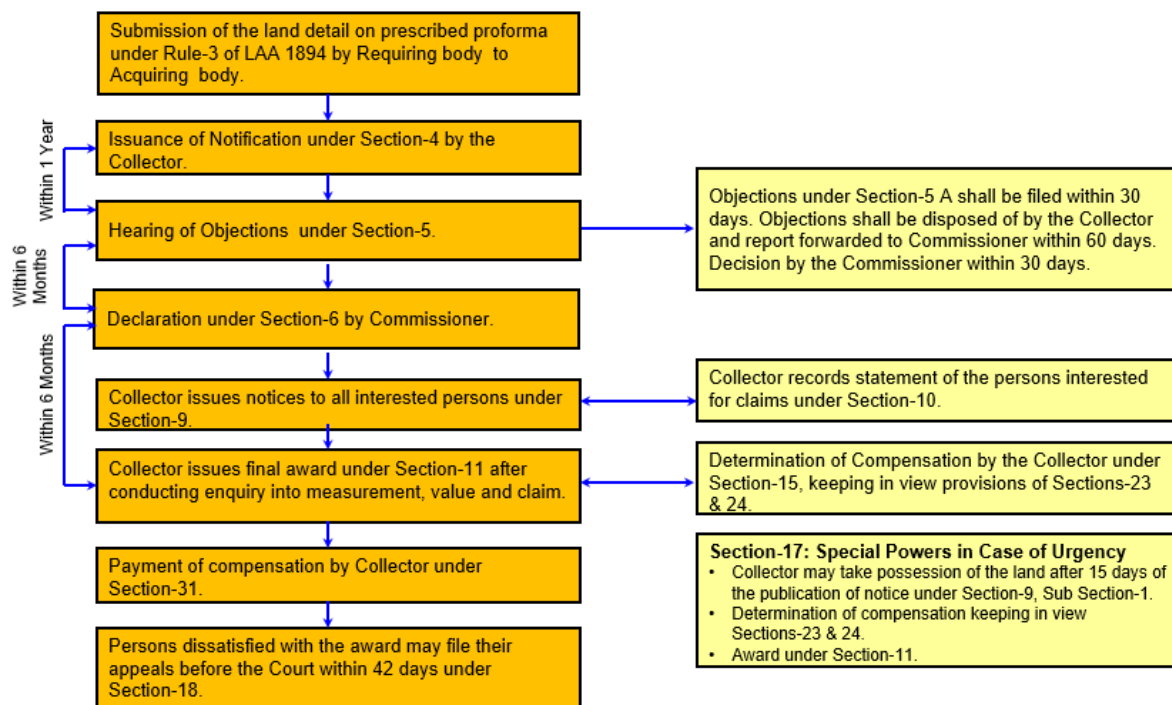 Submission of the land detail on prescribed proforma
under Rule-3 of LAA 1894 by Requiring body to
Acquiring body.
Within 1 Year
Issuance of Notification under Section-4 by the
Collector.
Hearing of Objections under Section-5.
Objections under Section-5 A shall be filed within 30
days. Objections shall be disposed of by the Collector
and report forwarded to Commissioner within 60 days.
Decision by the Commissioner within 30 days.
Within 6
Months
Declaration under Section-6 by Commissioner.
Within 6 Months
Collector issues notices to all interested persons under
Section-9.
Collector records statement of the persons interested
for claims under Section-10.
Collector issues final award under Section-11 after
conducting enquiry into measurement, value and claim.
Determination of Compensation by the Collector under
Section-15, keeping in view provisions of Sections-23
& 24.
Payment of compensation by Collector under
Section-31.
Persons dissatisfied with the award may file their
appeals before the Court within 42 days under
Section-18.
Section-17: Special Powers in Case of Urgency
• Collector may take possession of the land after 15 days of
the publication of notice under Section-9, Sub Section-1.
• Determination of compensation keeping in view
Sections-23 & 24.
• Award under Section-11.